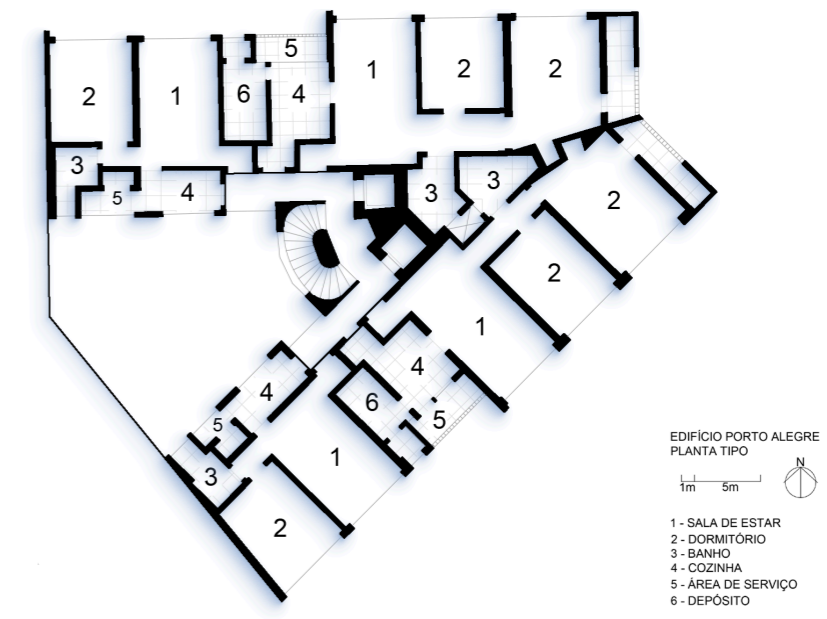 5
1
2
2
2
1
6
4
3
5
4
3
3
2
2
1
4
4
6
5
5
1
3
2
EDIFÍCIO PORTO ALEGRE
PLANTA TIPO
N
1m 5m
1 - SALA DE ESTAR
2 - DORMITÓRIO
3 - BANHO
4 - COZINHA
5 - ÁREA DE SERVIÇO
6 - DEPÓSITO